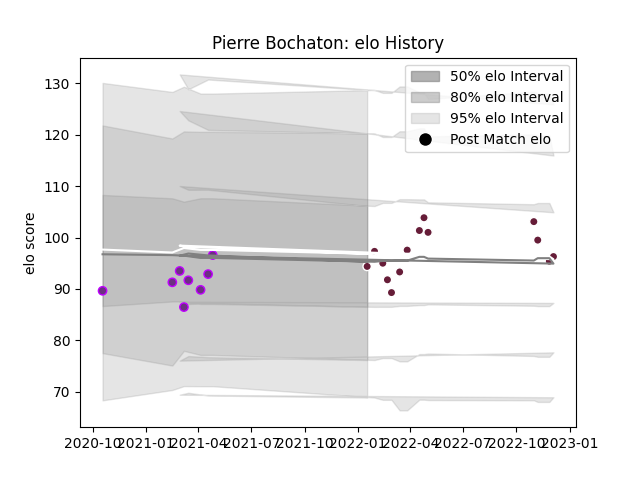 Pierre Bochaton: elo History
50% elo Interval
80% elo Interval
95% elo Interval
Post Match elo
elo score
130
120
110
100
90
80
70
2020-10 2021-01 2021-04 2021-07 2021-10 2022-01 2022-04 2022-07 2022-10 2023-01